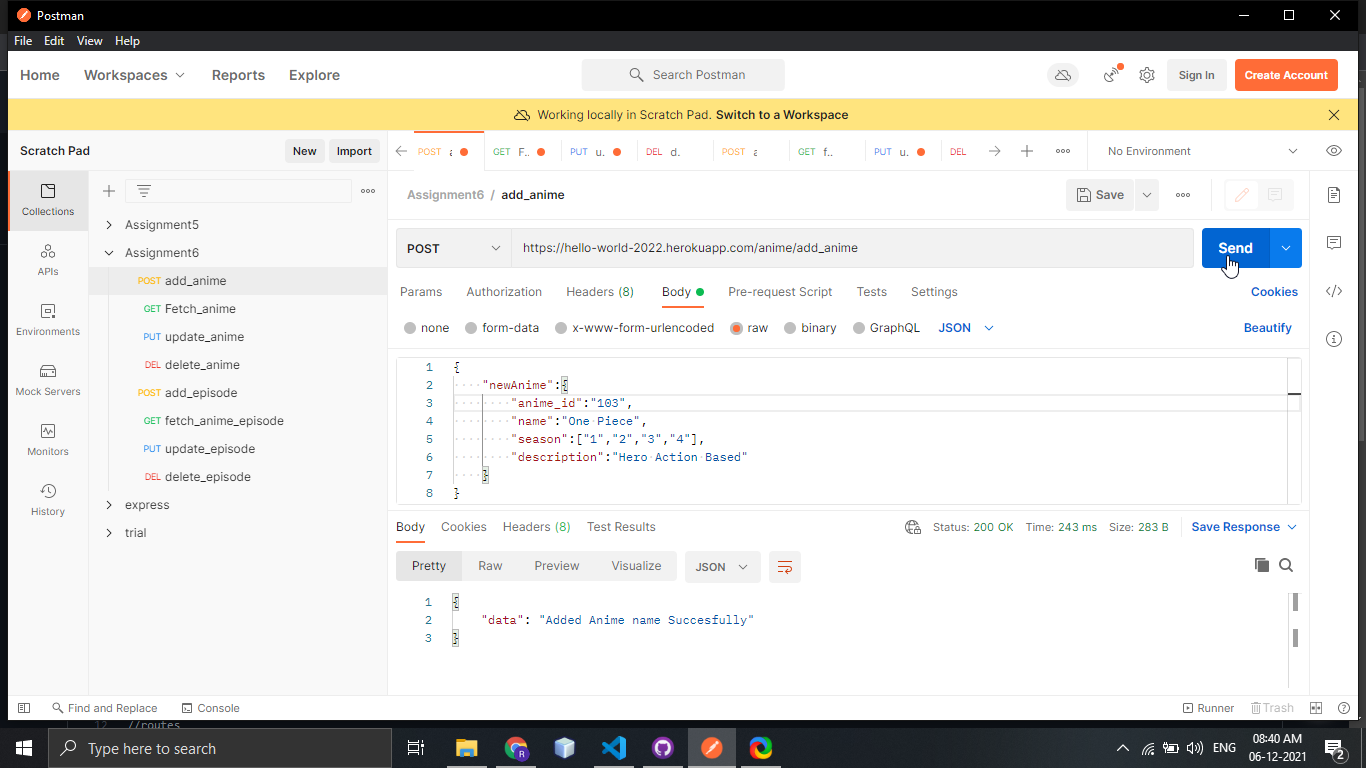 Postman
File Edit View Help
Home Workspaces Reports Explore Search Postman Sign In Create Account
Working locally in Scratch Pad. Switch to a Workspace
Scratch Pad New Import
POST a GET F.. PUT u. DEL d. POST a GET f.. PUT u. DEL No Environment
Collections
APIs
Environments
Mock Servers
Monitors
History
Assignment5
Assignment6
POST add_anime
GET Fetch_anime
PUT update_anime
DEL delete_anime
POST add_episode
GET fetch_anime_episode
PUT update_episode
DEL delete_episode
express
trial
Assignment6 / add_anime Save
POST https://hello-world-2022.herokuapp.com/anime/add_anime Send
Params Authorization Headers (8) Body Pre-request Script Tests Settings Cookies
none form-data x-www-form-urlencoded raw binary GraphQL JSON Beautify
1 {
2 "newAnime":{
3 "anime_id":"103",
4 "name":"One Piece",
5 "season":["1","2","3","4"],
6 "description":"Hero Action Based"
7 }
8 }
Body Cookies Headers (8) Test Results Status: 200 OK Time: 243 ms Size: 283 B Save Response
Pretty Raw Preview Visualize JSON
1 {
2 "data": "Added Anime name Succesfully"
3 }
Find and Replace Console Runner Trash
12 //routes
Type here to search ENG 08:40 AM
06-12-2021 2